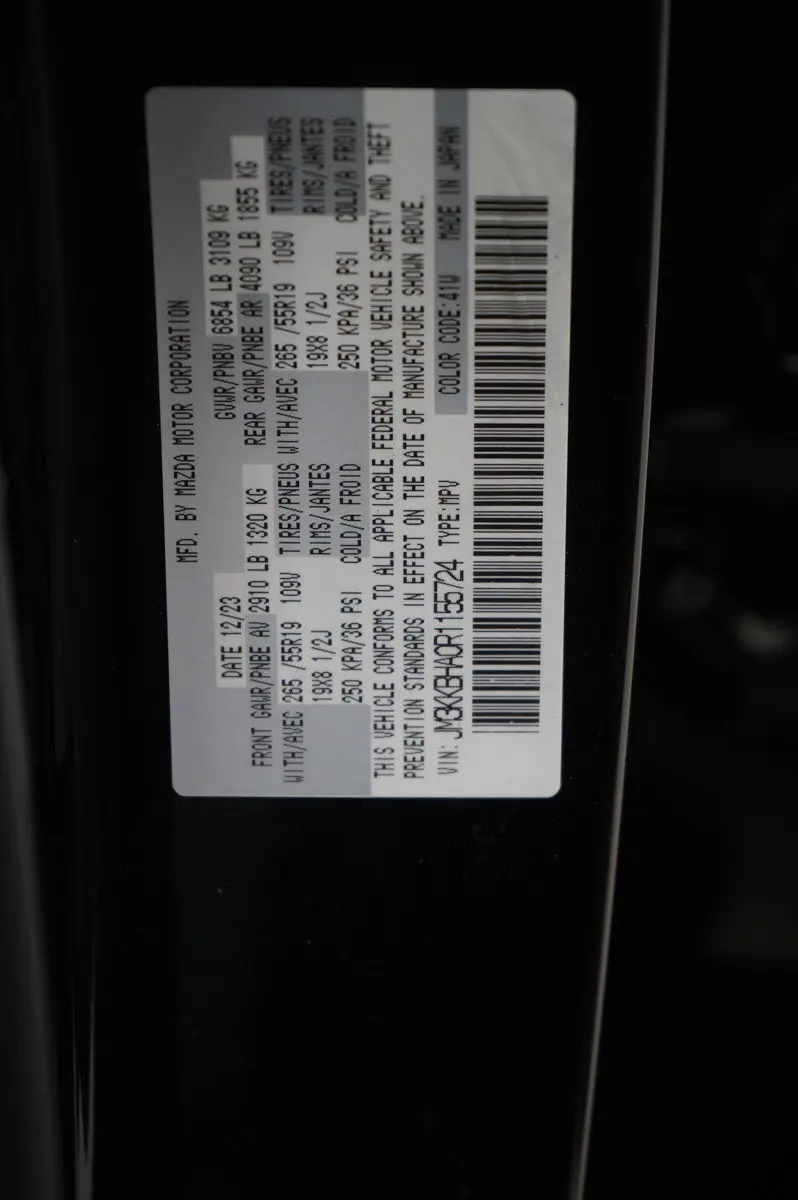 MFD. BY MAZDA MOTOR CORPORATION
DATE 12/23 GVWR/PNBV 6854 LB 3109 KG
FRONT GAWR/PNBE AV 2910 LB 1320 KG REAR GAWR/PNBE AR 4090 LB 1855 KG
WITH/AVEC 265 /55R19 109V TIRES/PNEUS WITH/AVEC 265 /55R19 109V TIRES/PNEUS
19X8 1/2J RIMS/JANTES 19X8 1/2J RIMS/JANTES
250 KPA/36 PSI COLD/A FROID 250 KPA/36 PSI COLD/A FROID
THIS VEHICLE CONFORMS TO ALL APPLICABLE FEDERAL MOTOR VEHICLE SAFETY AND THEFT
PREVENTION STANDARDS IN EFFECT ON THE DATE OF MANUFACTURE SHOWN ABOVE.
VIN: JM3KKBHA0R1155724 TYPE:MPV COLOR CODE:41W MADE IN JAPAN